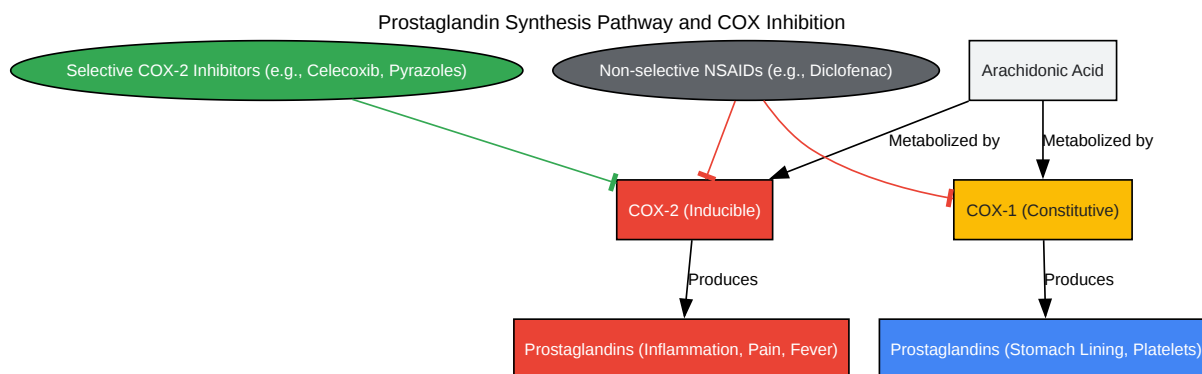 Prostaglandin Synthesis Pathway and COX Inhibition
Selective COX-2 Inhibitors (e.g., Celecoxib, Pyrazoles)
Non-selective NSAIDs (e.g., Diclofenac)
Arachidonic Acid
Metabolized by
Metabolized by
COX-2 (Inducible)
COX-1 (Constitutive)
Produces
Produces
Prostaglandins (Inflammation, Pain, Fever)
Prostaglandins (Stomach Lining, Platelets)